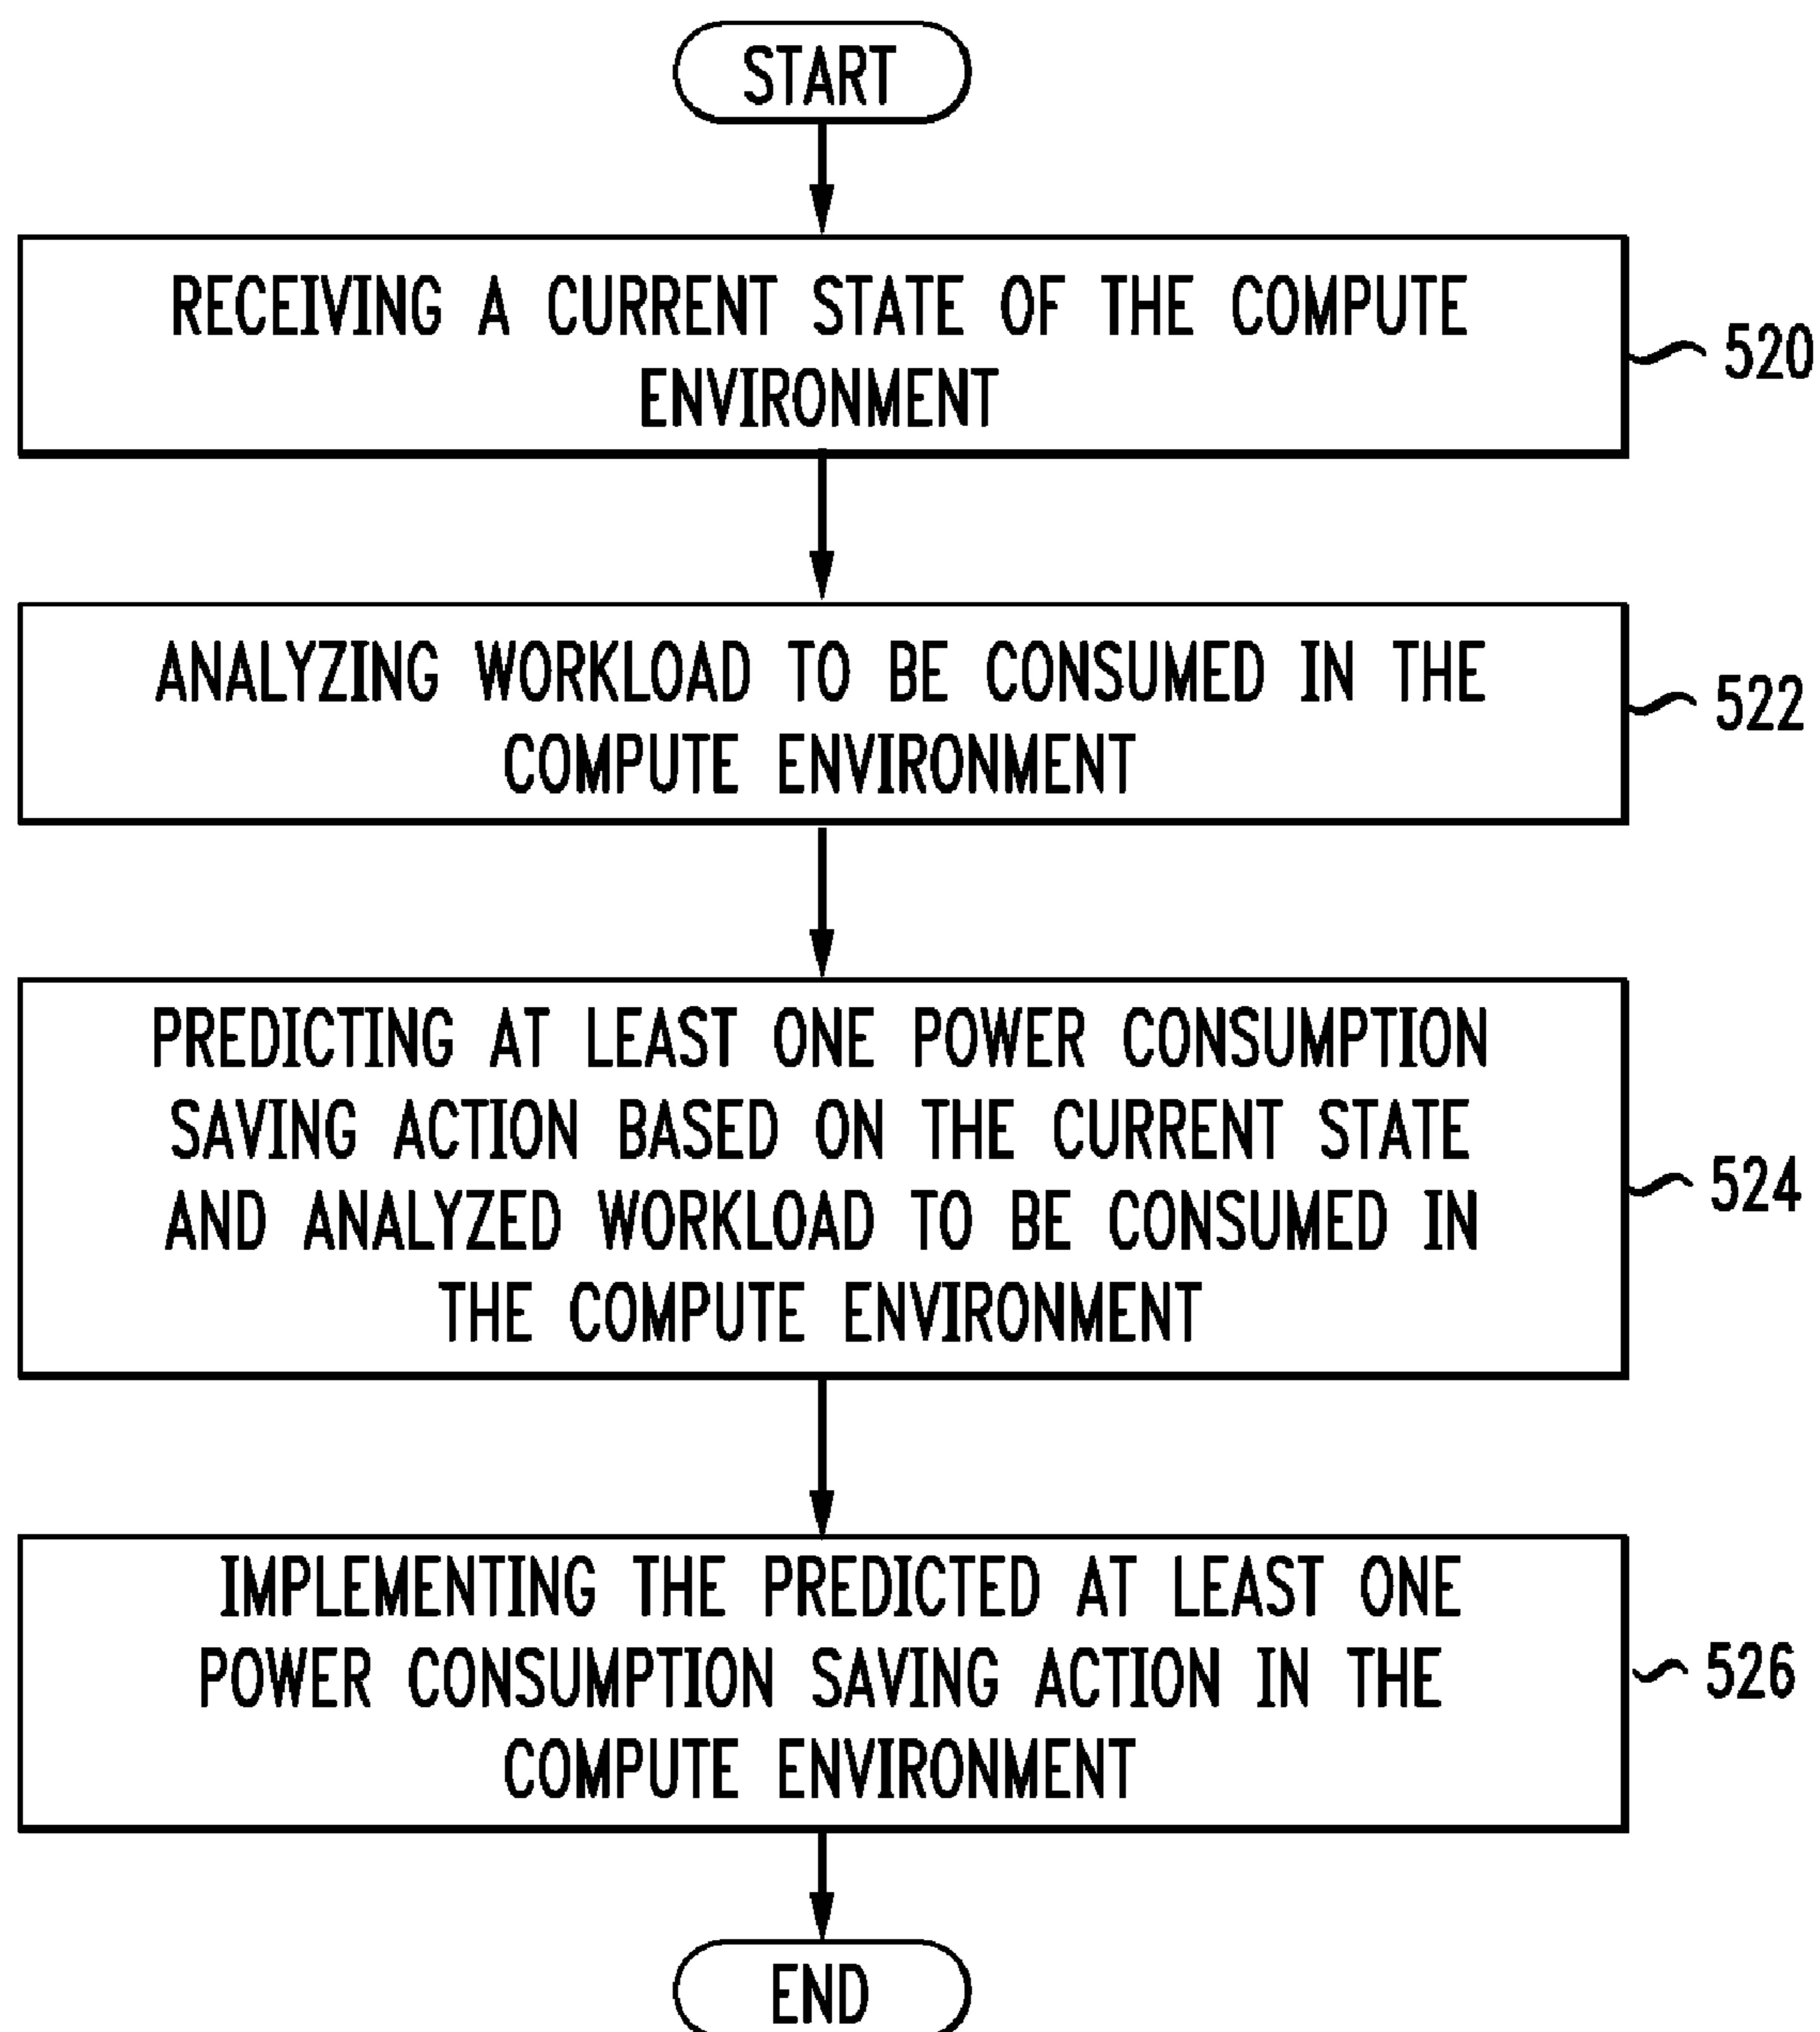 START
RECEIVING A CURRENT STATE OF THE COMPUTE
ENVIRONMENT
520
ANALYZING WORKLOAD TO BE CONSUMED IN THE
COMPUTE ENVIRONMENT
522
PREDICTING AT LEAST ONE POWER CONSUMPTION
SAVING ACTION BASED ON THE CURRENT STATE
AND ANALYZED WORKLOAD TO BE CONSUMED IN
THE COMPUTE ENVIRONMENT
524
IMPLEMENTING THE PREDICTED AT LEAST ONE
POWER CONSUMPTION SAVING ACTION IN THE
COMPUTE ENVIRONMENT
526
END